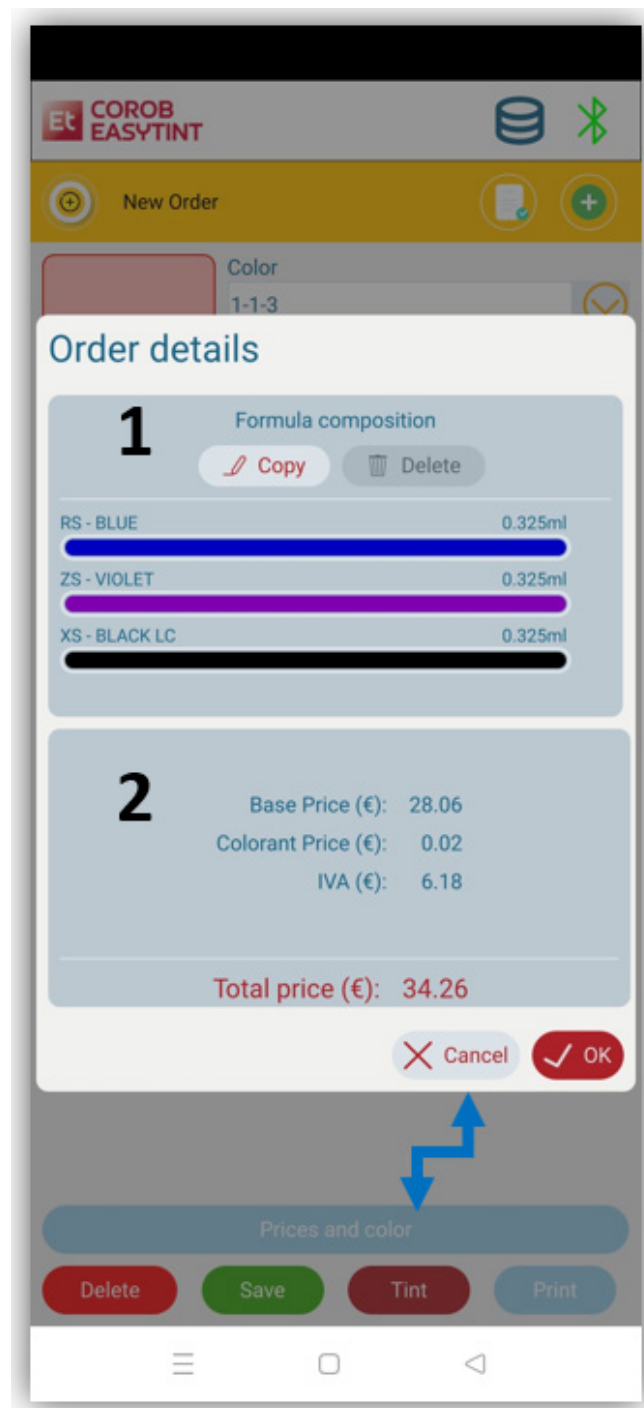 Et COROB
EASYTINT
New Order
Color
1-1-3
Order details
1
Formula composition
Copy Delete
RS - BLUE 0.325ml
ZS - VIOLET 0.325ml
XS - BLACK LC 0.325ml
2
Base Price (€): 28.06
Colorant Price (€): 0.02
IVA (€): 6.18
Total price (€): 34.26
Cancel OK
Prices and color
Delete Save Tint Print